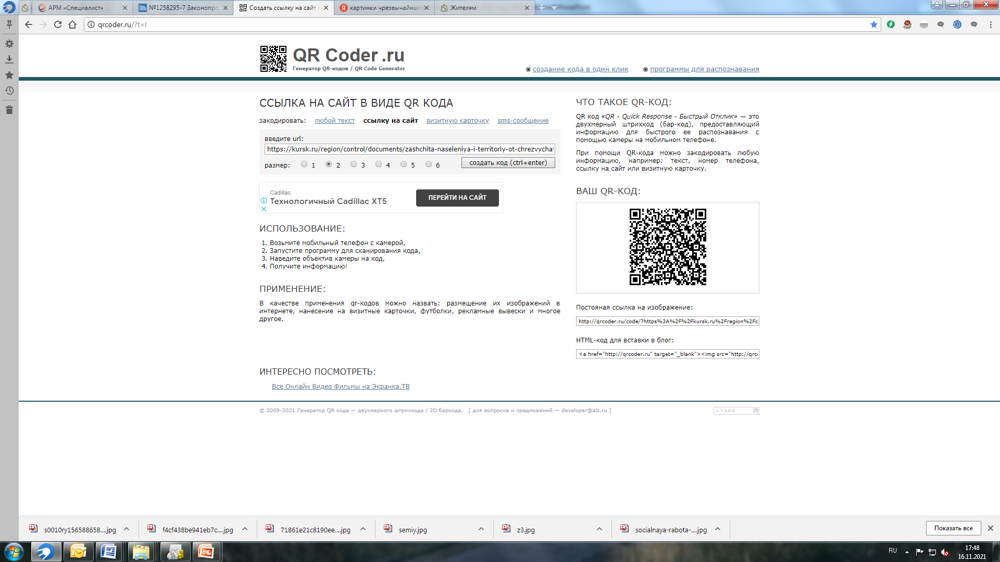 АРМ «Специалист»
№1258295-7 Законопро
Создать ссылку на сайт
картинки чрезвычайные
Жителям
qrcoder.ru/?t=l
QR Coder .ru
Генератор QR-кодов / QR Code Generator
создание кода в один клик
программы для распознавания
ССЫЛКА НА САЙТ В ВИДЕ QR КОДА
закодировать: любой текст ссылку на сайт визитную карточку sms-сообщение
введите url:
https://kursk.ru/region/control/documents/zashchita-naseleniya-i-territoriy-ot-chrezvycha
размер: 1 2 3 4 5 6
создать код (ctrl+enter)
Cadillac
Технологичный Cadillac XT5
ПЕРЕЙТИ НА САЙТ
ИСПОЛЬЗОВАНИЕ:
1. Возьмите мобильный телефон с камерой,
2. Запустите программу для сканирования кода,
3. Наведите объектив камеры на код,
4. Получите информацию!
ПРИМЕНЕНИЕ:
В качестве применения qr-кодов можно назвать: размещение их изображений в
интернете, нанесение на визитные карточки, футболки, рекламные вывески и многое
другое.
ИНТЕРЕСНО ПОСМОТРЕТЬ:
Все Онлайн Видео Фильмы на Экранка.ТВ
ЧТО ТАКОЕ QR-КОД:
QR код «QR - Quick Response - Быстрый Отклик» — это
двухмерный штрихкод (бар-код), предоставляющий
информацию для быстрого ее распознавания с
помощью камеры на мобильном телефоне.
При помощи QR-кода можно закодировать любую
информацию, например: текст, номер телефона,
ссылку на сайт или визитную карточку.
ВАШ QR-КОД:
Постояная ссылка на изображение:
http://qrcoder.ru/code/?https%3A%2F%2Fkursk.ru%2Fregion%2Fc
HTML-код для вставки в блог:
<a href="http://qrcoder.ru" target="_blank"><img src="http://qrc
© 2009-2021 Генератор QR кода — двухмерного штрихкода / 2D баркода. [ для вопросов и предложений — developer@alz.ru ]
17523
s0010ry156588658....jpg
f4cf438be941eb7c....jpg
71861e21c8190ee....jpg
semiy.jpg
z3.jpg
socialnaya-rabota-....jpg
Показать все
RU
17:48
16.11.2021